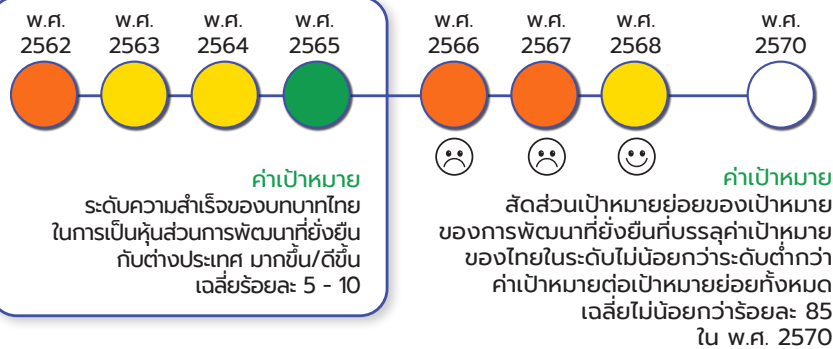 พ.ศ. พ.ศ. พ.ศ. พ.ศ. พ.ศ. พ.ศ. พ.ศ. พ.ศ.
2562 2563 2564 2565 2566 2567 2568 2570
ค่าเป้าหมาย
ระดับความสำเร็จของบทบาทไทย
ในการเป็นหุ้นส่วนการพัฒนาที่ยั่งยืน
กับต่างประเทศ มากขึ้น/ดีขึ้น
เฉลี่ยร้อยละ 5 - 10
ค่าเป้าหมาย
สัดส่วนเป้าหมายย่อยของเป้าหมาย
ของการพัฒนาที่ยั่งยืนที่บรรลุค่าเป้าหมาย
ของไทยในระดับไม่น้อยกว่าระดับต่ำกว่า
ค่าเป้าหมายต่อเป้าหมายย่อยทั้งหมด
เฉลี่ยไม่น้อยกว่าร้อยละ 85
ใน พ.ศ. 2570